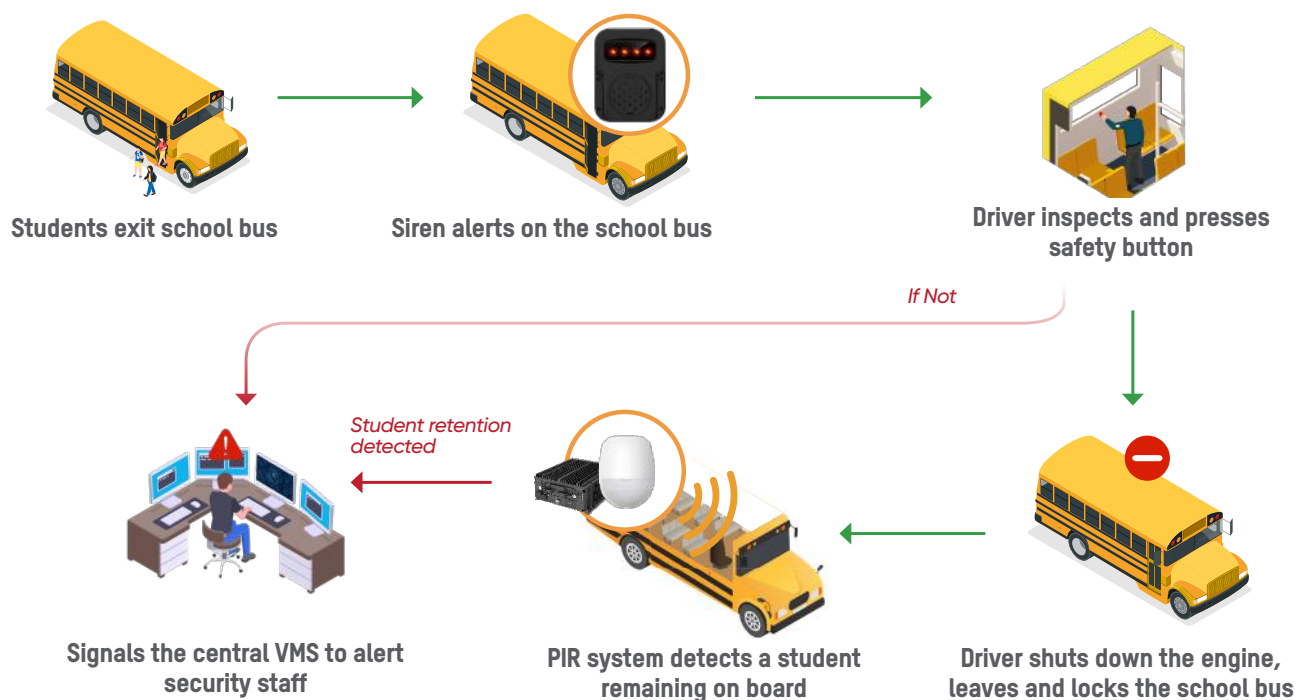 Students exit school bus
Siren alerts on the school bus
Driver inspects and presses
safety button
If Not
Student retention
detected
Signals the central VMS to alert
security staff
PIR system detects a student
remaining on board
Driver shuts down the engine,
leaves and locks the school bus